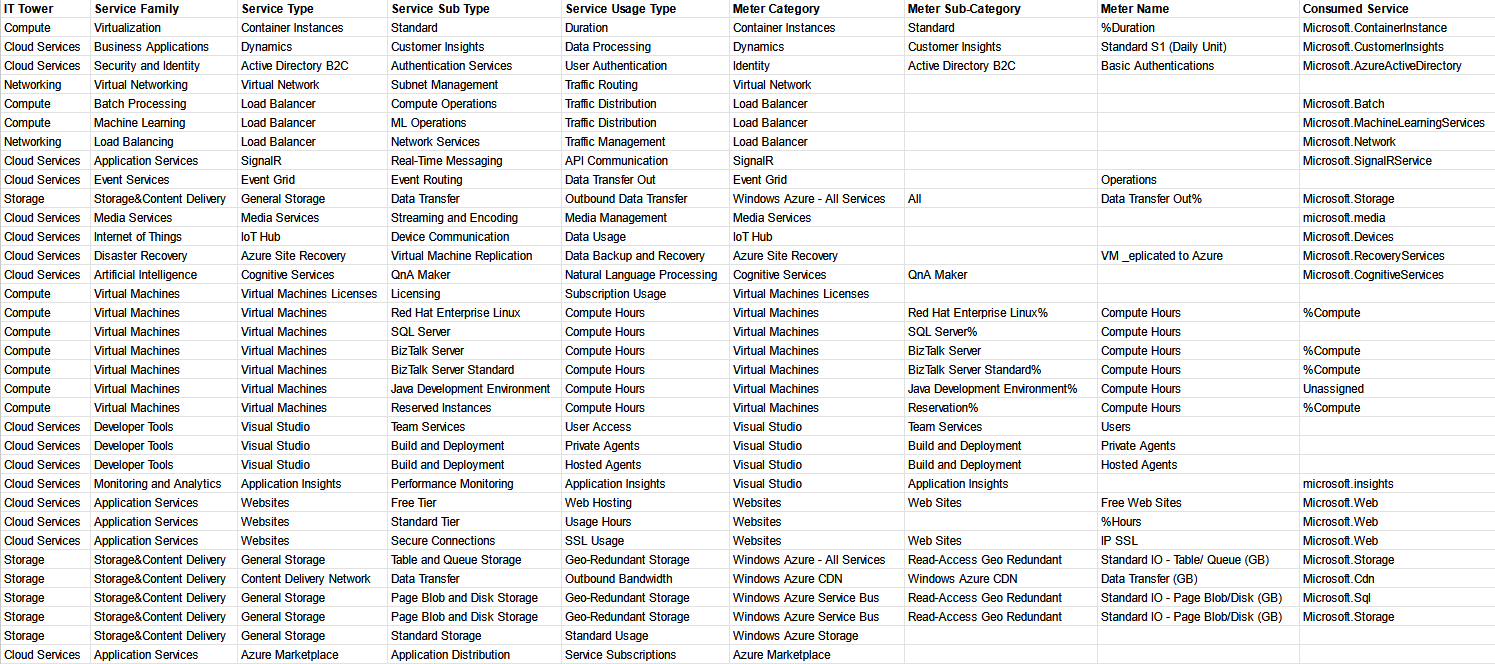 IT Tower Service Family Service Type Service Sub Type Service Usage Type Meter Category Meter Sub-Category Meter Name Consumed Service
Compute Virtualization Container Instances Standard Duration Container Instances Standard %Duration Microsoft.ContainerInstance
Cloud Services Business Applications Dynamics Customer Insights Data Processing Dynamics Customer Insights Standard S1 (Daily Unit) Microsoft.CustomerInsights
Cloud Services Security and Identity Active Directory B2C Authentication Services User Authentication Identity Active Directory B2C Basic Authentications Microsoft.AzureActiveDirectory
Networking Virtual Networking Virtual Network Subnet Management Traffic Routing Virtual Network
Compute Batch Processing Load Balancer Compute Operations Traffic Distribution Load Balancer Microsoft.Batch
Compute Machine Learning Load Balancer ML Operations Traffic Distribution Load Balancer Microsoft.MachineLearningServices
Networking Load Balancing Load Balancer Network Services Traffic Management Load Balancer Microsoft.Network
Cloud Services Application Services SignalR Real-Time Messaging API Communication SignalR Microsoft.SignalRService
Cloud Services Event Services Event Grid Event Routing Data Transfer Out Event Grid Operations
Storage Storage&Content Delivery General Storage Data Transfer Outbound Data Transfer Windows Azure - All Services All Data Transfer Out% Microsoft.Storage
Cloud Services Media Services Media Services Streaming and Encoding Media Management Media Services microsoft.media
Cloud Services Internet of Things IoT Hub Device Communication Data Usage IoT Hub Microsoft.Devices
Cloud Services Disaster Recovery Azure Site Recovery Virtual Machine Replication Data Backup and Recovery Azure Site Recovery VM _eplicated to Azure Microsoft.RecoveryServices
Cloud Services Artificial Intelligence Cognitive Services QnA Maker Natural Language Processing Cognitive Services QnA Maker Microsoft.CognitiveServices
Compute Virtual Machines Virtual Machines Licenses Licensing Subscription Usage Virtual Machines Licenses
Compute Virtual Machines Virtual Machines Red Hat Enterprise Linux Compute Hours Virtual Machines Red Hat Enterprise Linux% Compute Hours %Compute
Compute Virtual Machines Virtual Machines SQL Server Compute Hours Virtual Machines SQL Server% Compute Hours
Compute Virtual Machines Virtual Machines BizTalk Server Compute Hours Virtual Machines BizTalk Server Compute Hours %Compute
Compute Virtual Machines Virtual Machines BizTalk Server Standard Compute Hours Virtual Machines BizTalk Server Standard% Compute Hours %Compute
Compute Virtual Machines Virtual Machines Java Development Environment Compute Hours Virtual Machines Java Development Environment% Compute Hours Unassigned
Compute Virtual Machines Virtual Machines Reserved Instances Compute Hours Virtual Machines Reservation% Compute Hours %Compute
Cloud Services Developer Tools Visual Studio Team Services User Access Visual Studio Team Services Users
Cloud Services Developer Tools Visual Studio Build and Deployment Private Agents Visual Studio Build and Deployment Private Agents
Cloud Services Developer Tools Visual Studio Build and Deployment Hosted Agents Visual Studio Build and Deployment Hosted Agents
Cloud Services Monitoring and Analytics Application Insights Performance Monitoring Application Insights Visual Studio Application Insights microsoft.insights
Cloud Services Application Services Websites Free Tier Web Hosting Websites Web Sites Free Web Sites Microsoft.Web
Cloud Services Application Services Websites Standard Tier Usage Hours Websites %Hours Microsoft.Web
Cloud Services Application Services Websites Secure Connections SSL Usage Websites Web Sites IP SSL Microsoft.Web
Storage Storage&Content Delivery General Storage Table and Queue Storage Geo-Redundant Storage Windows Azure - All Services Read-Access Geo Redundant Standard IO - Table/ Queue (GB) Microsoft.Storage
Storage Storage&Content Delivery Content Delivery Network Data Transfer Outbound Bandwidth Windows Azure CDN Windows Azure CDN Data Transfer (GB) Microsoft.Cdn
Storage Storage&Content Delivery General Storage Page Blob and Disk Storage Geo-Redundant Storage Windows Azure Service Bus Read-Access Geo Redundant Standard IO - Page Blob/Disk (GB) Microsoft.Sql
Storage Storage&Content Delivery General Storage Page Blob and Disk Storage Geo-Redundant Storage Windows Azure Service Bus Read-Access Geo Redundant Standard IO - Page Blob/Disk (GB) Microsoft.Storage
Storage Storage&Content Delivery General Storage Standard Storage Standard Usage Windows Azure Storage
Cloud Services Application Services Azure Marketplace Application Distribution Service Subscriptions Azure Marketplace